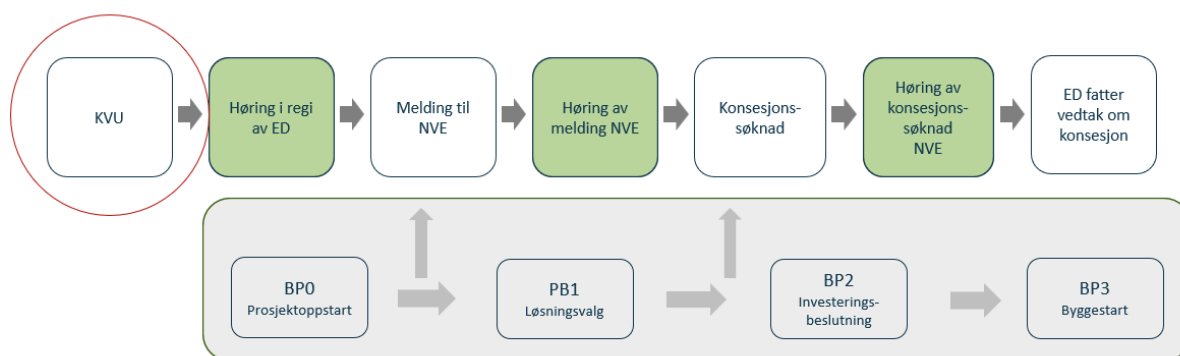 KVU
Høring i regi
av ED
Melding til
NVE
Høring av
melding NVE
Konsesjons-
søknad
Høring av
konsesjons-
søknad
NVE
ED fatter
vedtak om
konsesjon
BP0
Prosjektoppstart
PB1
Løsningsvalg
BP2
Investerings-
beslutning
BP3
Byggestart